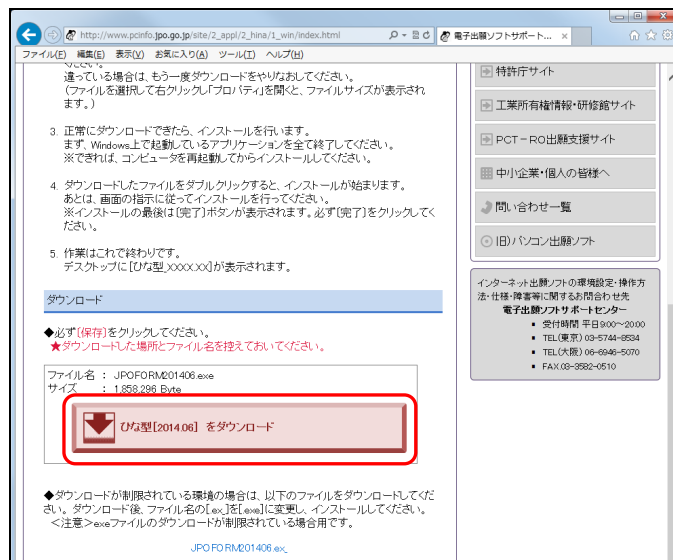 http://www.pcinfo.jpo.go.jp/site/2_appl/2_hina/1_win/index.html
電子出願ソフトサポート...
ファイル(F) 編集(E) 表示(V) お気に入り(A) ツール(T) ヘルプ(H)
ください。
違っている場合は、もう一度ダウンロードをやりなおしてください。
(ファイルを選択して右クリックし「プロパティ」を開くと、ファイルサイズが表示され
ます。)
3. 正常にダウンロードできたら、インストールを行います。
まず、Windows上で起動しているアプリケーションを全て終了してください。
※できれば、コンピュータを再起動してからインストールしてください。
4. ダウンロードしたファイルをダブルクリックすると、インストールが始まります。
あとは、画面の指示に従ってインストールを行ってください。
※インストールの最後は[完了]ボタンが表示されます。必ず[完了]をクリックしてく
ださい。
5. 作業はこれで終わりです。
デスクトップに[ひな型_XXXX.XX]が表示されます。
ダウンロード
◆必ず[保存]をクリックしてください。
★ダウンロードした場所とファイル名を控えておいてください。
ファイル名 : JPOFORM201406.exe
サイズ : 1,858,296 Byte
ひな型[2014.06] をダウンロード
◆ダウンロードが制限されている環境の場合は、以下のファイルをダウンロードしてくだ
さい。ダウンロード後、ファイル名の[.ex_]を[.exe]に変更し、インストールしてください。
<注意>exeファイルのダウンロードが制限されている場合用です。
JPOFORM201406.ex_
特許庁サイト
工業所有権情報・研修館サイト
PCT－RO出願支援サイト
中小企業・個人の皆様へ
問い合わせ一覧
旧)パソコン出願ソフト
インターネット出願ソフトの環境設定・操作方
法・仕様・障害等に関するお問合わせ先
電子出願ソフトサポートセンター
▪ 受付時間 平日9:00～20:00
▪ TEL(東京) 03-5744-8534
▪ TEL(大阪) 06-6946-5070
▪ FAX.03-3582-0510